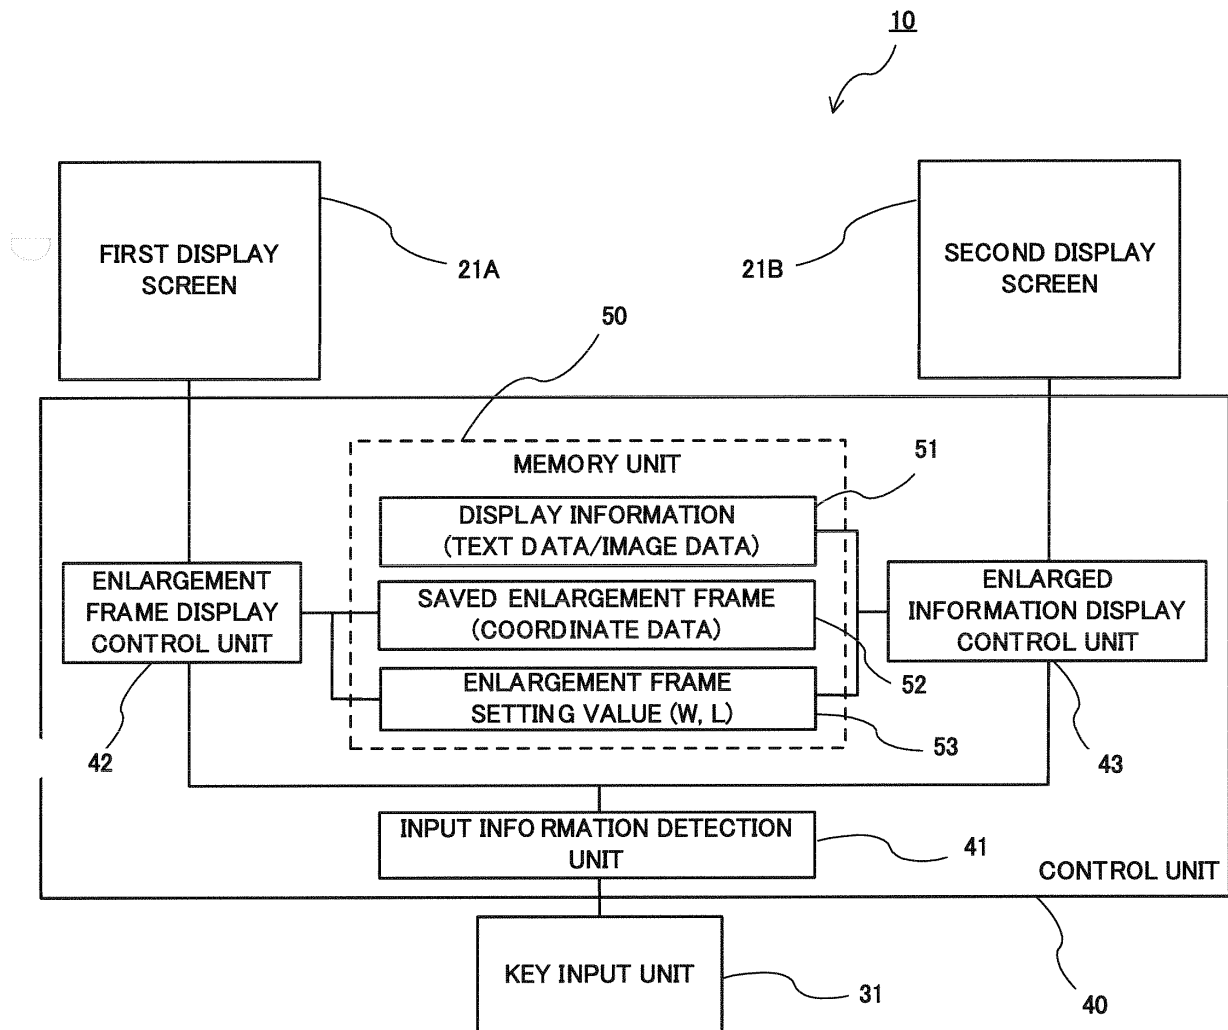 10
FIRST DISPLAY
SCREEN
21A
21B
SECOND DISPLAY
SCREEN
50
MEMORY UNIT
51
DISPLAY INFORMATION
(TEXT DATA/IMAGE DATA)
ENLARGEMENT
FRAME DISPLAY
CONTROL UNIT
SAVED ENLARGEMENT FRAME
(COORDINATE DATA)
ENLARGED
INFORMATION DISPLAY
CONTROL UNIT
52
ENLARGEMENT FRAME
SETTING VALUE (W, L)
53
42
43
INPUT INFORMATION DETECTION
UNIT
41
CONTROL UNIT
KEY INPUT UNIT
31
40